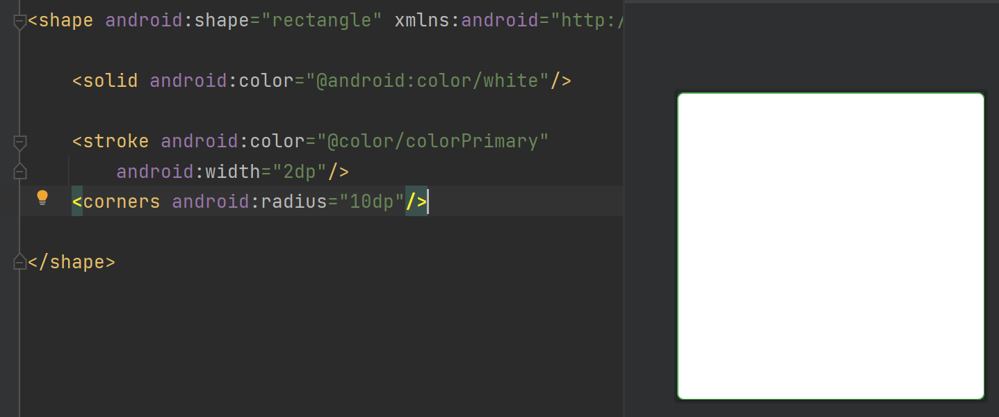 <shape android:shape="rectangle" xmlns:android="http:/
<solid android:color="@android:color/white"/>
<stroke android:color="@color/colorPrimary"
android:width="2dp"/>
<corners android:radius="10dp"/>
</shape>